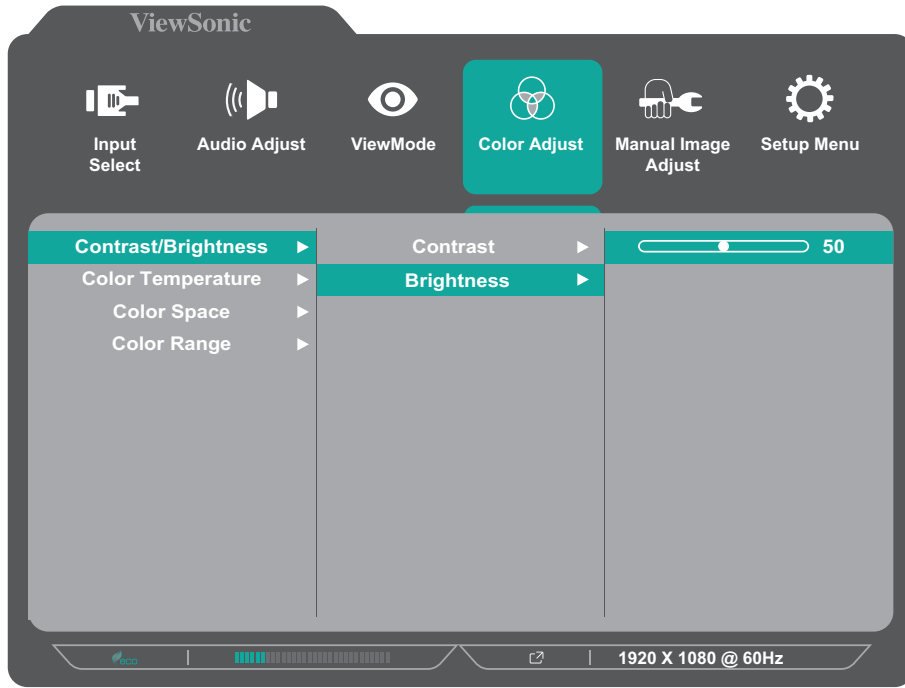 ViewSonic
Input Select
Audio Adjust
ViewMode
Color Adjust
Manual Image Adjust
Setup Menu
Contrast/Brightness
Contrast
50
Color Temperature
Brightness
Color Space
Color Range
eco
1920 X 1080 @ 60Hz